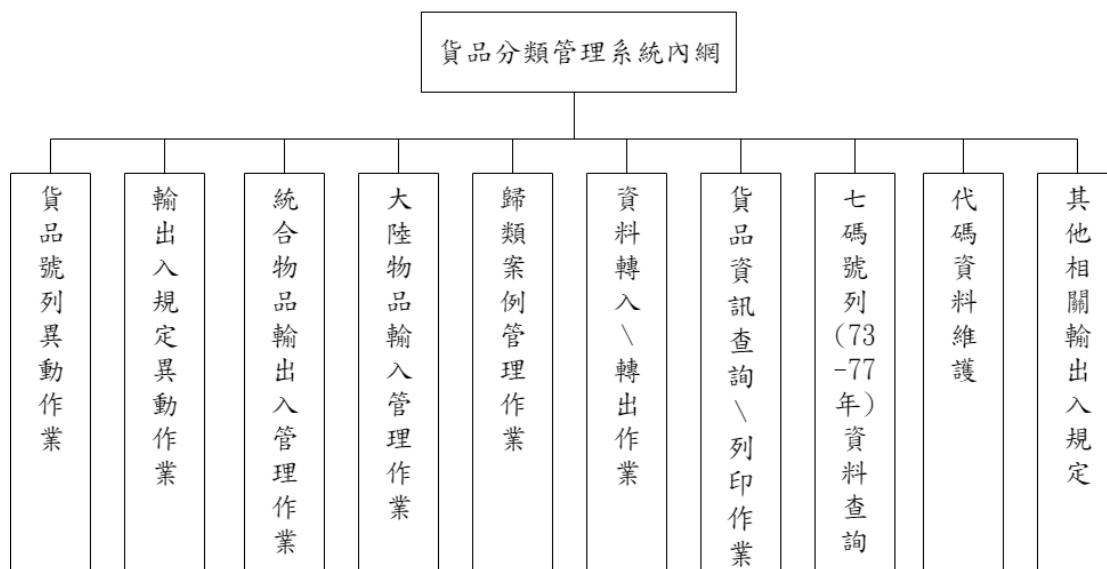 貨品分類管理系統內網
貨品號列異動作業
輸出入規定異動作業
統合物品輸出入管理作業
大陸物品輸入管理作業
歸類案例管理作業
資料轉入\轉出作業
貨品資訊查詢\列印作業
七碼號列(73-77年)資料查詢
代碼資料維護
其他相關輸出入規定